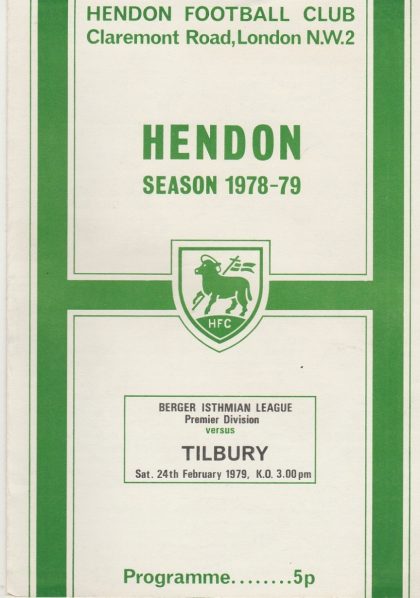 HENDON FOOTBALL CLUB
Claremont Road, London N.W.2
HENDON
SEASON 1978-79
HFC
BERGER ISTHMIAN LEAGUE
Premier Division
versus
TILBURY
Sat. 24th February 1979, K.O. 3.00pm
Programme........5p